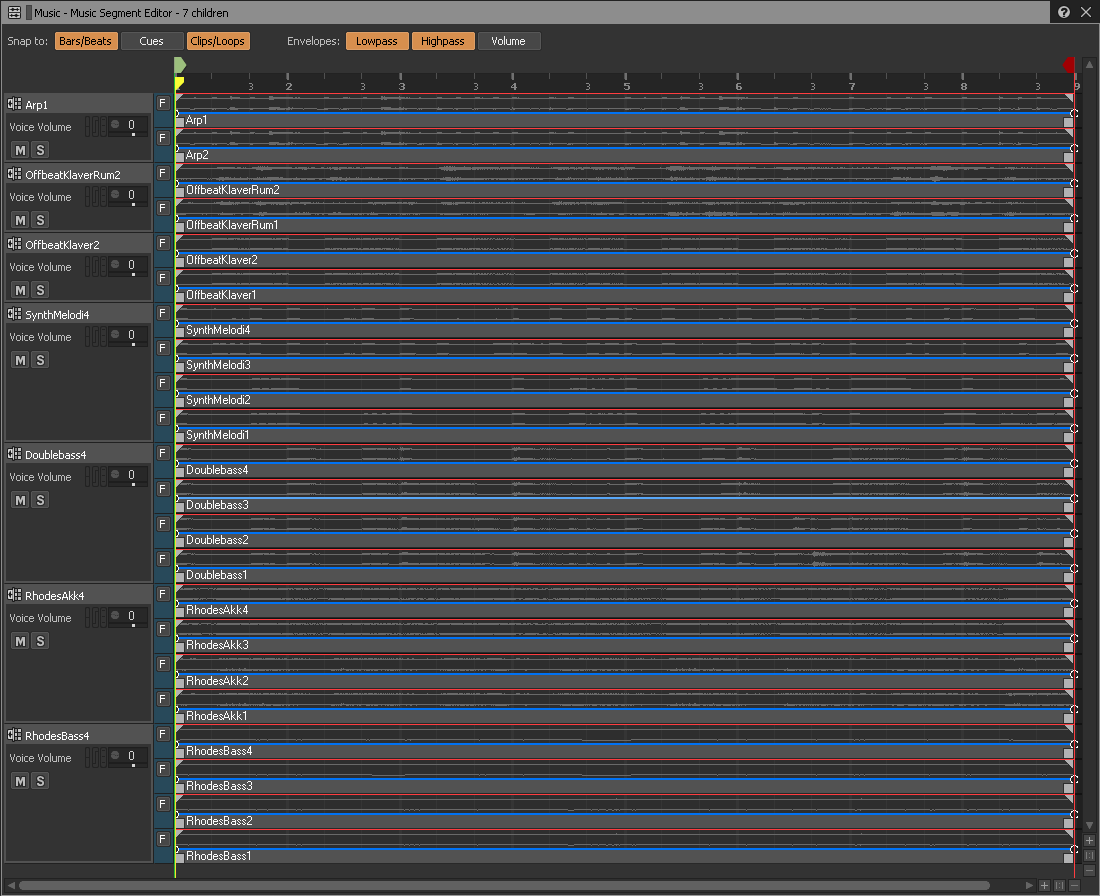 Music - Music Segment Editor - 7 children
Snap to: Bars/Beats Cues Clips/Loops Envelopes: Lowpass Highpass Volume
3 2 3 3 3 4 3 5 3 6 3 7 3 8 3 9
Arp1 F
Voice Volume 0 Arp1
F
M S Arp2
OffbeatKlaverRum2 F
Voice Volume 0 OffbeatKlaverRum2
F
M S OffbeatKlaverRum1
OffbeatKlaver2 F
Voice Volume 0 OffbeatKlaver2
F
M S OffbeatKlaver1
SynthMelodi4 F
Voice Volume 0 SynthMelodi4
F
M S SynthMelodi3
F
SynthMelodi2
F
SynthMelodi1
Doublebass4 F
Voice Volume 0 Doublebass4
F
M S Doublebass3
F
Doublebass2
F
Doublebass1
RhodesAkk4 F
Voice Volume 0 RhodesAkk4
F
M S RhodesAkk3
F
RhodesAkk2
F
RhodesAkk1
RhodesBass4 F
Voice Volume 0 RhodesBass4
F
M S RhodesBass3
F
RhodesBass2
F
RhodesBass1